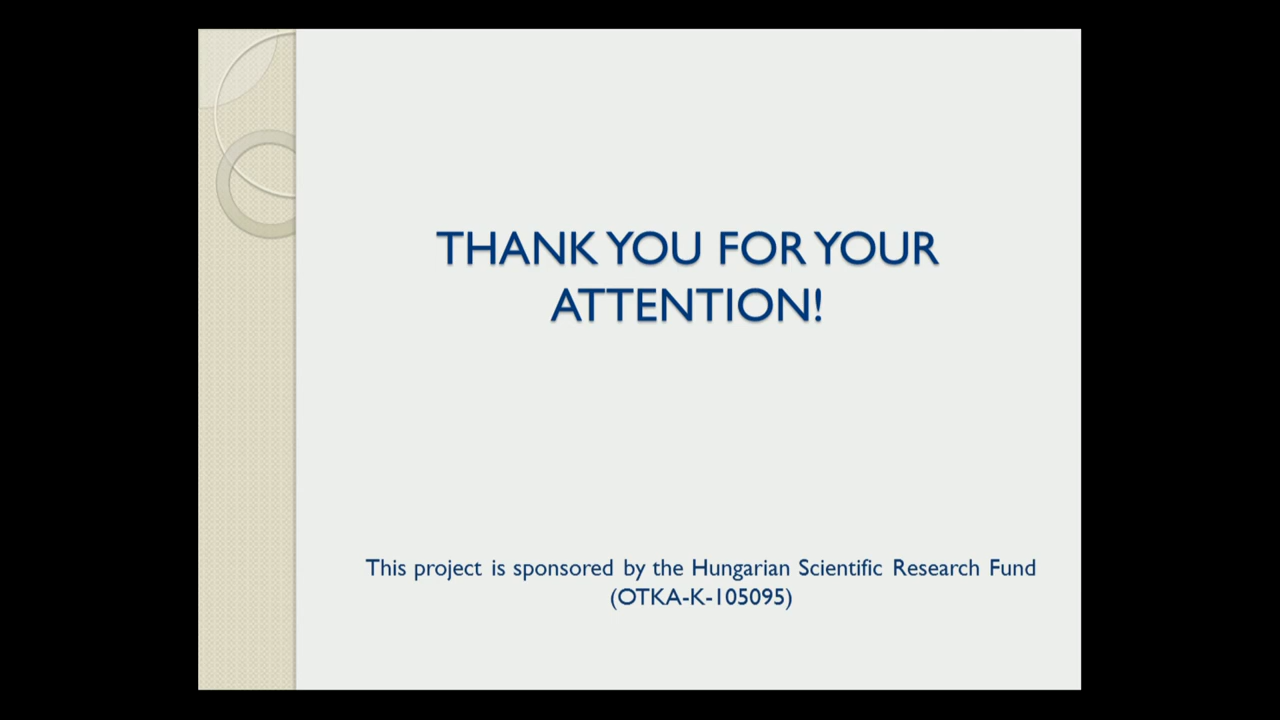 THANK YOU FOR YOUR
ATTENTION!
This project is sponsored by the Hungarian Scientific Research Fund
(OTKA-K-105095)